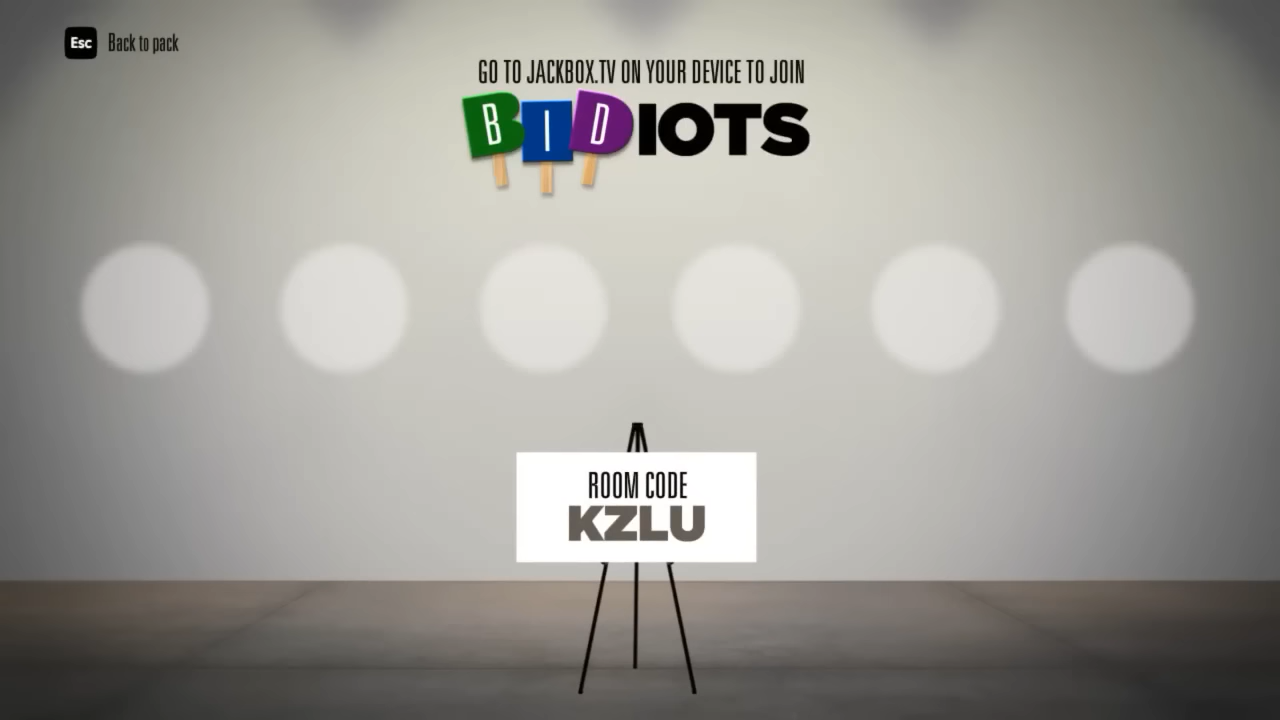 Esc Back to pack
GO TO JACKBOX.TV ON YOUR DEVICE TO JOIN
BIDIOTS
ROOM CODE
KZLU